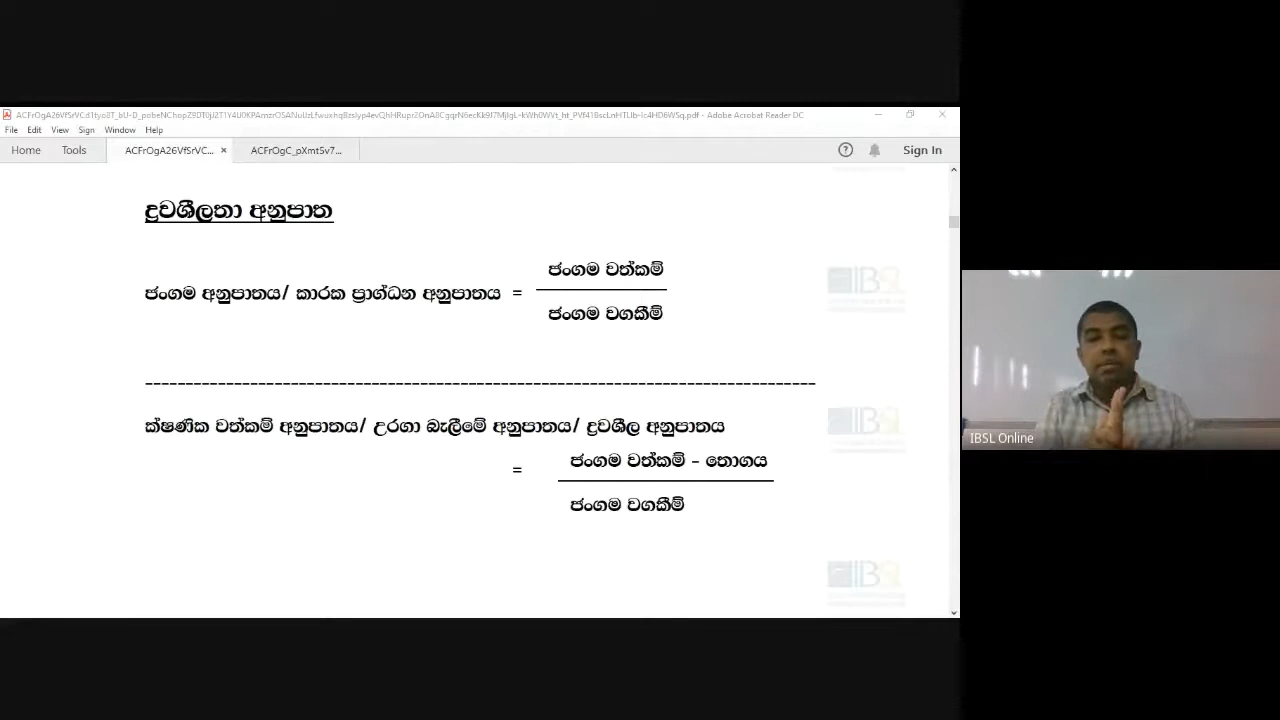 File Edit View Sign Window Help
Home Tools ACFrOgA26VfSrVC... × ACFrOgC_pXmtSv7... Sign In
ද්‍රවශීලතා අනුපාත
ජංගම වත්කම්
ජංගම අනුපාතය/ කාරක ප්‍රාග්ධන අනුපාතය =
ජංගම වගකීම්
ක්ෂණික වත්කම් අනුපාතය/ උරගා බැලීමේ අනුපාතය/ ද්‍රවශීල අනුපාතය
ජංගම වත්කම් – තොගය
=
ජංගම වගකීම්
IBSL Online